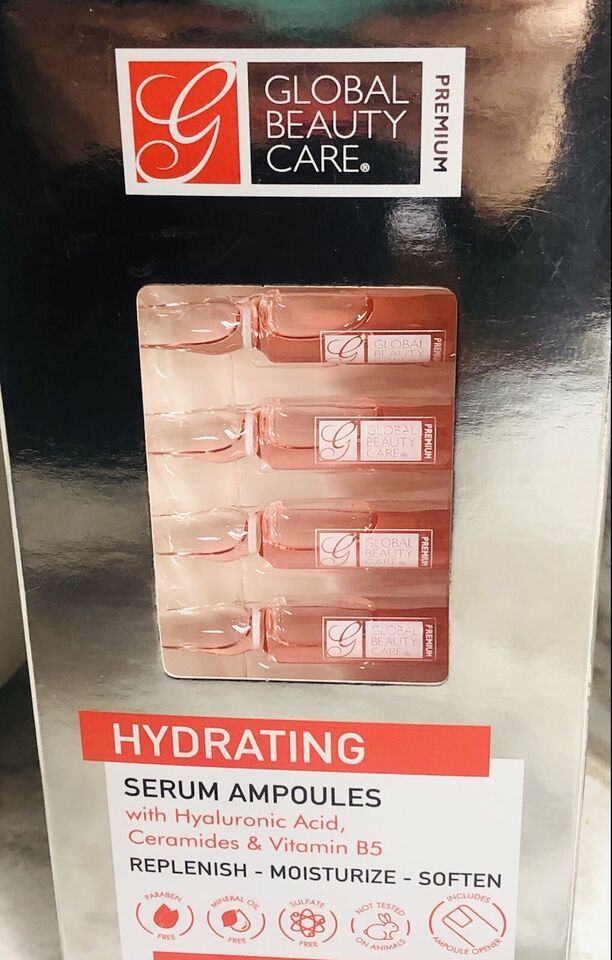 GLOBAL
BEAUTY
CARE®
PREMIUM
GLOBAL
BEAUTY
PREM
GLOBAL
BEAUTY
CARE®
PREMIUM
GLOBAL
BEAUTY
CARE®
PREMIUM
GLOBAL
BEAUTY
CARE®
PREMIUM
HYDRATING
SERUM AMPOULES
with Hyaluronic Acid,
Ceramides & Vitamin B5
REPLENISH - MOISTURIZE - SOFTEN
PARABEN
FREE
MINERAL OIL
FREE
SULFATE
FREE
NOT TESTED
ON ANIMALS
INCLUDES
AMPOULE OPENER